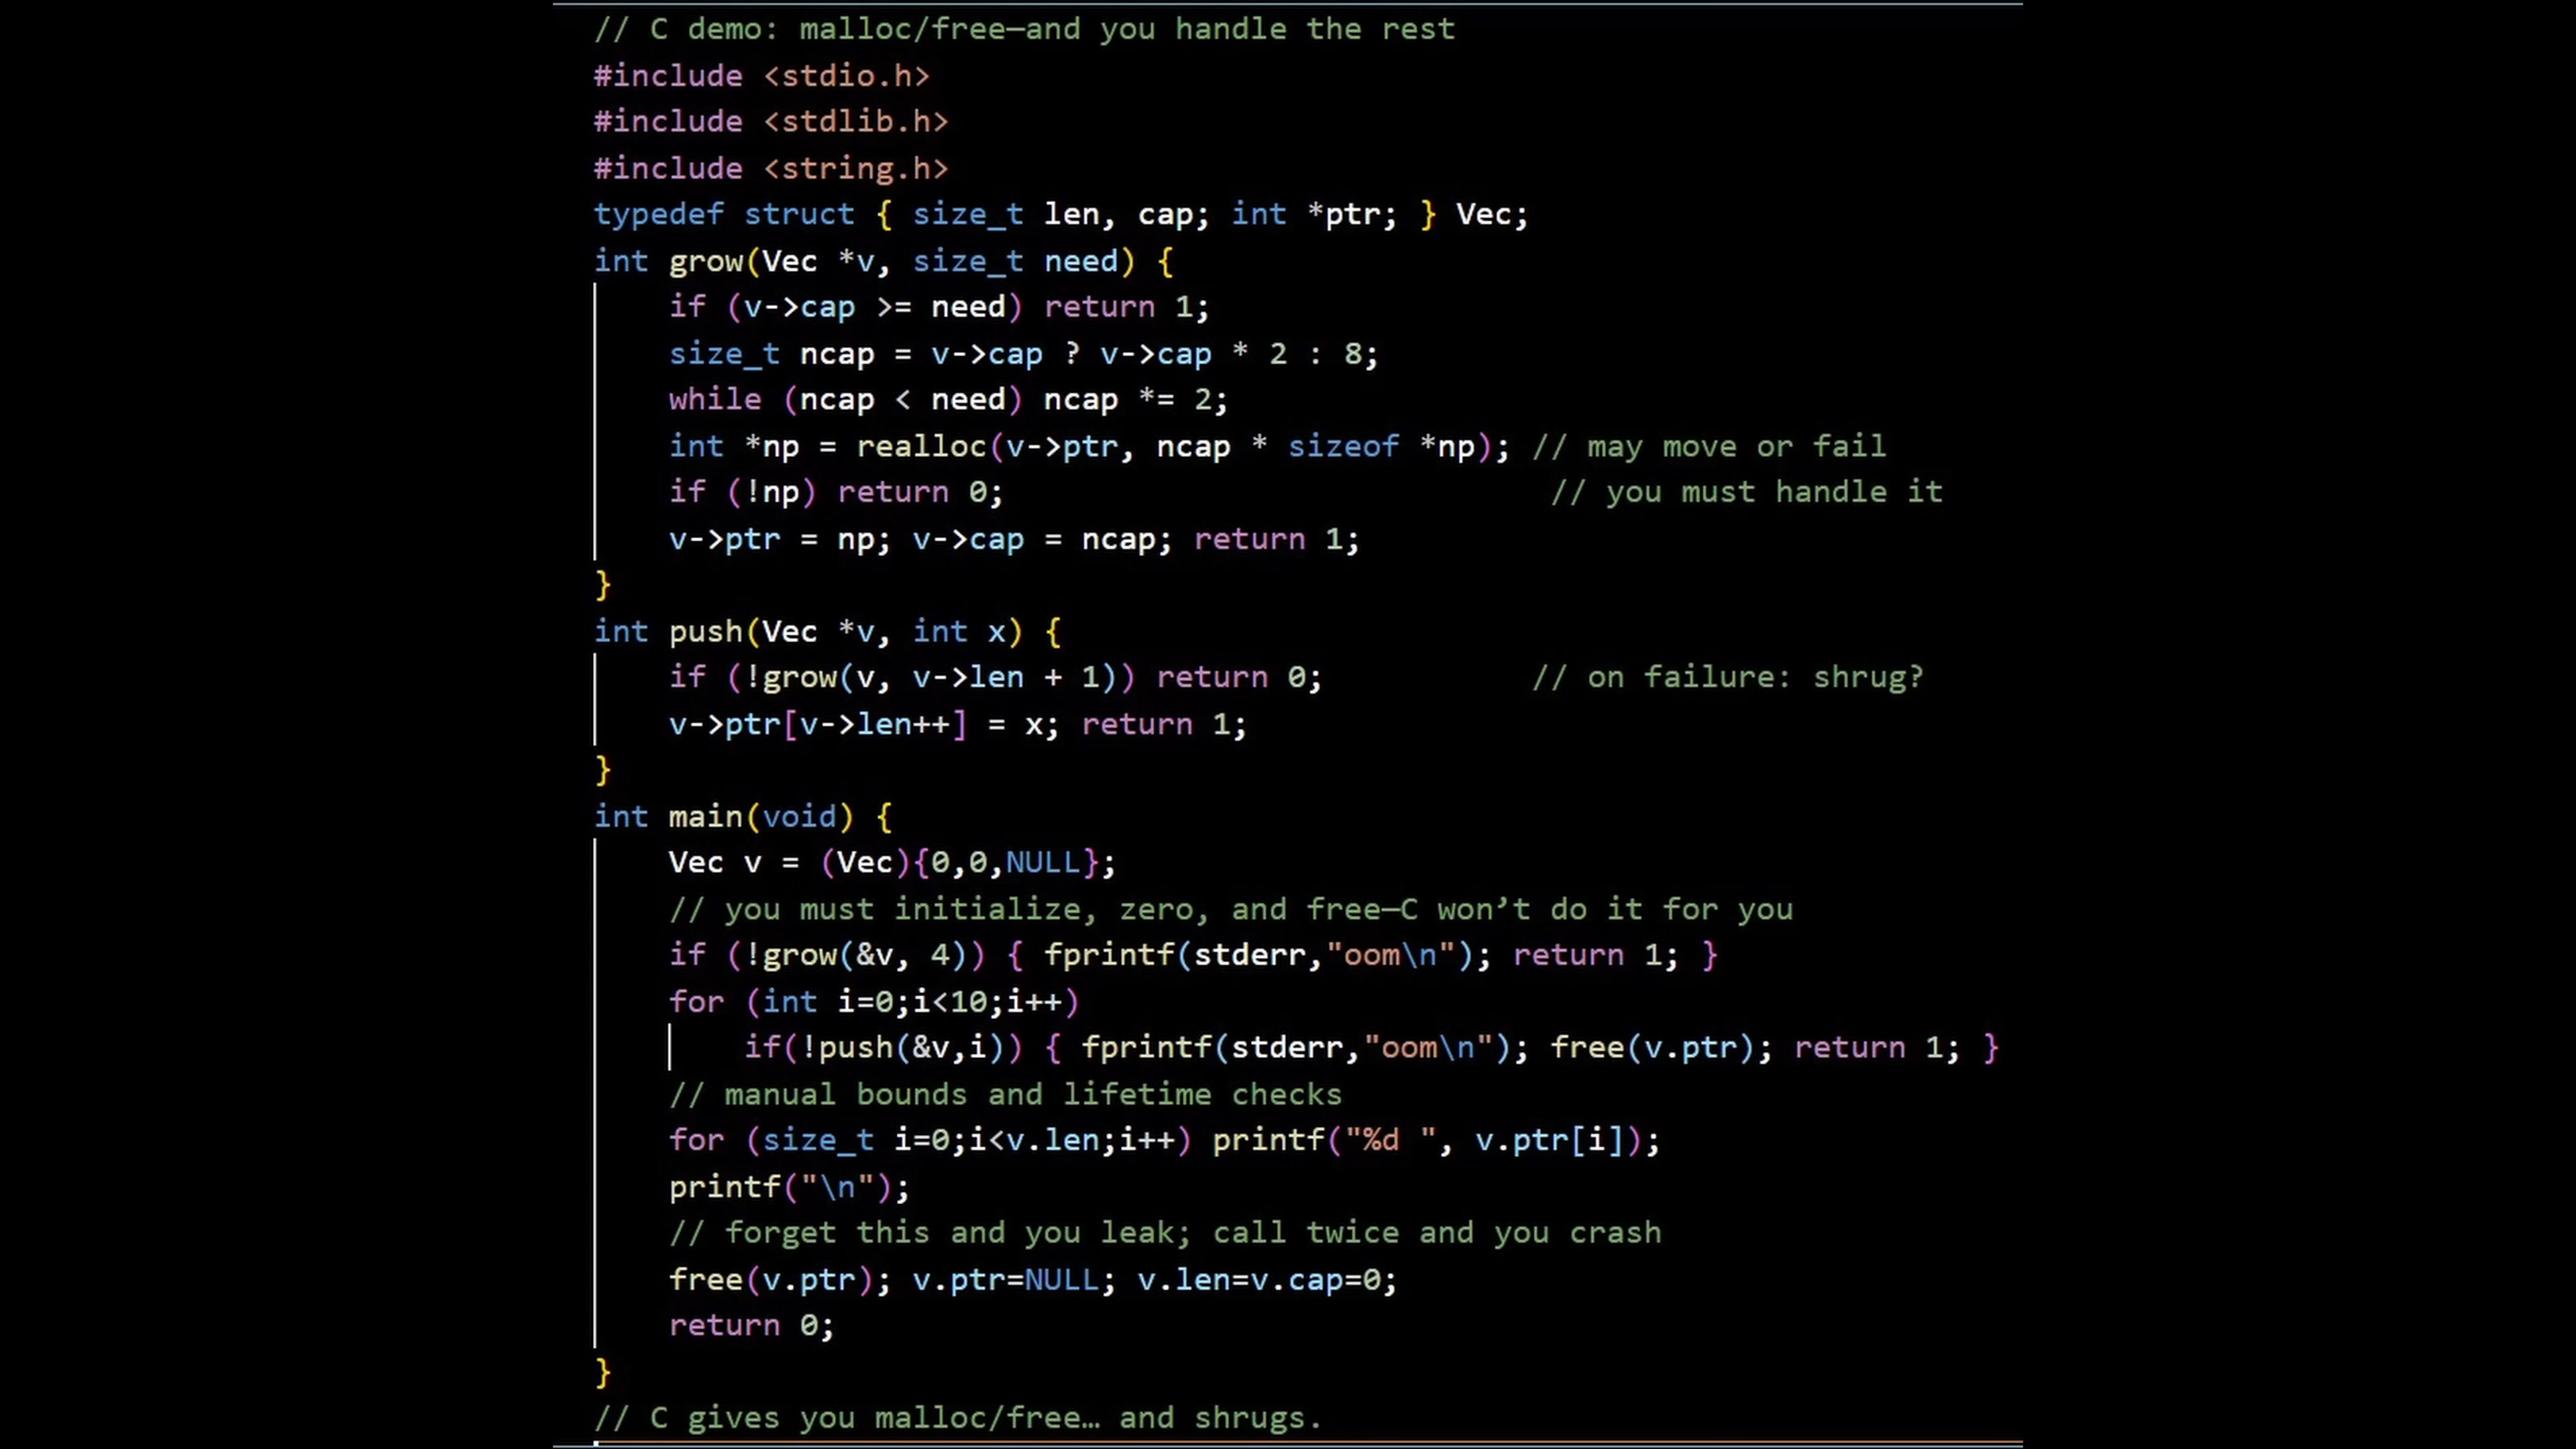 // C demo: malloc/free—and you handle the rest
#include <stdio.h>
#include <stdlib.h>
#include <string.h>
typedef struct { size_t len, cap; int *ptr; } Vec;
int grow(Vec *v, size_t need) {
    if (v->cap >= need) return 1;
    size_t ncap = v->cap ? v->cap * 2 : 8;
    while (ncap < need) ncap *= 2;
    int *np = realloc(v->ptr, ncap * sizeof *np); // may move or fail
    if (!np) return 0;                             // you must handle it
    v->ptr = np; v->cap = ncap; return 1;
}
int push(Vec *v, int x) {
    if (!grow(v, v->len + 1)) return 0;           // on failure: shrug?
    v->ptr[v->len++] = x; return 1;
}
int main(void) {
    Vec v = (Vec){0,0,NULL};
    // you must initialize, zero, and free—C won’t do it for you
    if (!grow(&v, 4)) { fprintf(stderr,"oom\n"); return 1; }
    for (int i=0;i<10;i++)
        if(!push(&v,i)) { fprintf(stderr,"oom\n"); free(v.ptr); return 1; }
    // manual bounds and lifetime checks
    for (size_t i=0;i<v.len;i++) printf("%d ", v.ptr[i]);
    printf("\n");
    // forget this and you leak; call twice and you crash
    free(v.ptr); v.ptr=NULL; v.len=v.cap=0;
    return 0;
}
// C gives you malloc/free… and shrugs.